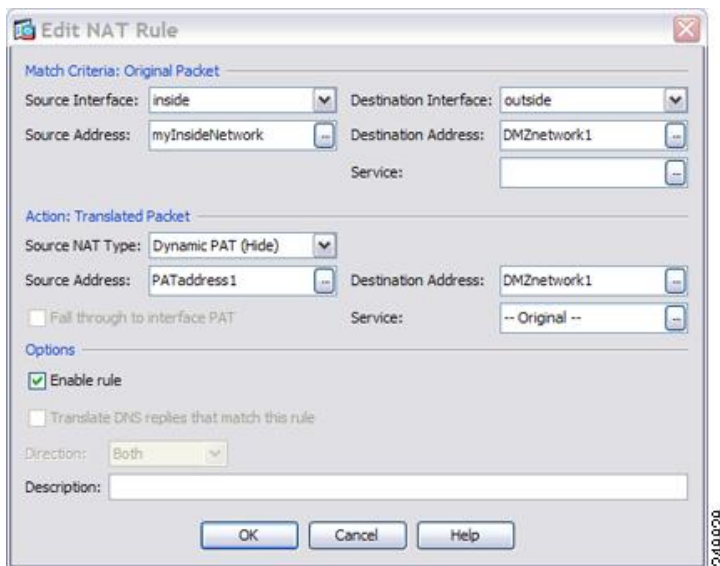 Edit NAT Rule
Match Criteria: Original Packet
Source Interface: inside Destination Interface: outside
Source Address: myInsideNetwork ... Destination Address: DMZnetwork1 ...
Service: ...
Action: Translated Packet
Source NAT Type: Dynamic PAT (Hide)
Source Address: PATaddress1 ... Destination Address: DMZnetwork1 ...
Fall through to interface PAT Service: -- Original -- ...
Options
Enable rule
Translate DNS replies that match this rule
Direction: Both
Description:
OK Cancel Help